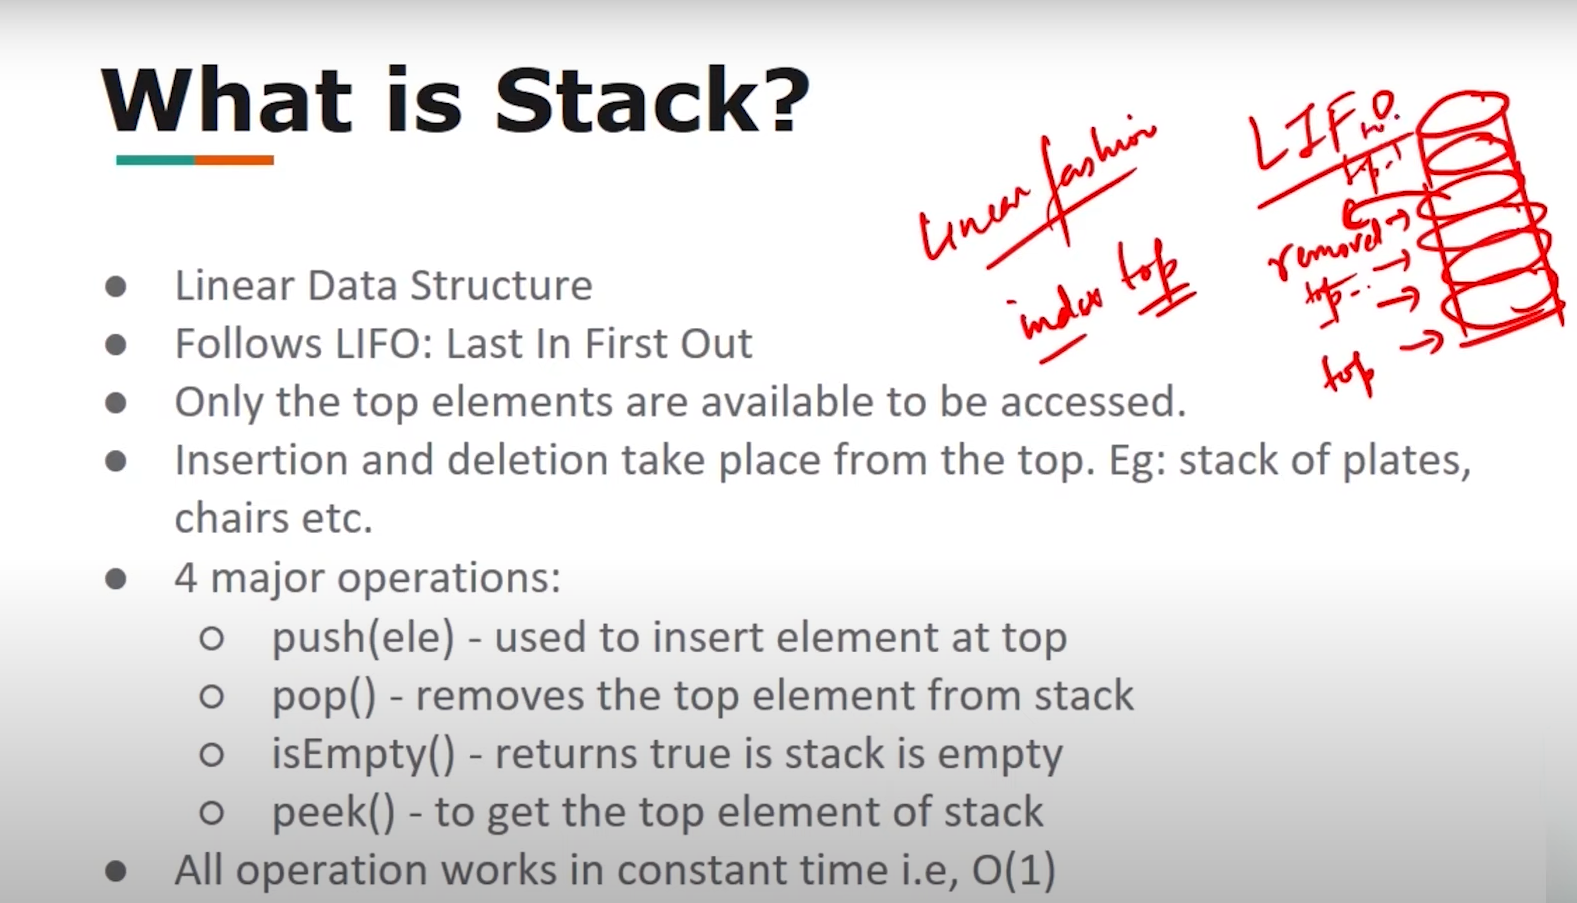 What is Stack?
linear fashion
LIFO
index top
removed
top
top
● Linear Data Structure
● Follows LIFO: Last In First Out
● Only the top elements are available to be accessed.
● Insertion and deletion take place from the top. Eg: stack of plates,
chairs etc.
● 4 major operations:
○ push(ele) - used to insert element at top
○ pop() - removes the top element from stack
○ isEmpty() - returns true is stack is empty
○ peek() - to get the top element of stack
● All operation works in constant time i.e, O(1)